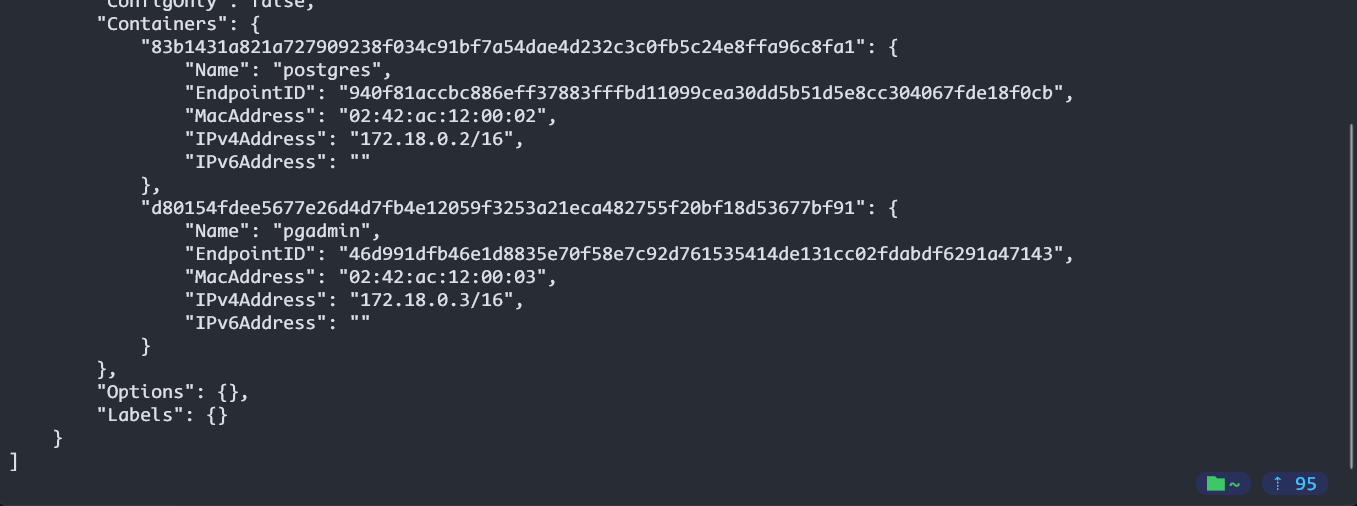 "ConfigOnly": false,
"Containers": {
"83b1431a821a727909238f034c91bf7a54dae4d232c3c0fb5c24e8ffa96c8fa1": {
"Name": "postgres",
"EndpointID": "940f81accbc886eff37883fffbd11099cea30dd5b51d5e8cc304067fde18f0cb",
"MacAddress": "02:42:ac:12:00:02",
"IPv4Address": "172.18.0.2/16",
"IPv6Address": ""
},
"d80154fdee5677e26d4d7fb4e12059f3253a21eca482755f20bf18d53677bf91": {
"Name": "pgadmin",
"EndpointID": "46d991dfb46e1d8835e70f58e7c92d761535414de131cc02fdabdf6291a47143",
"MacAddress": "02:42:ac:12:00:03",
"IPv4Address": "172.18.0.3/16",
"IPv6Address": ""
}
},
"Options": {},
"Labels": {}
}
]
~ ⇡ 95